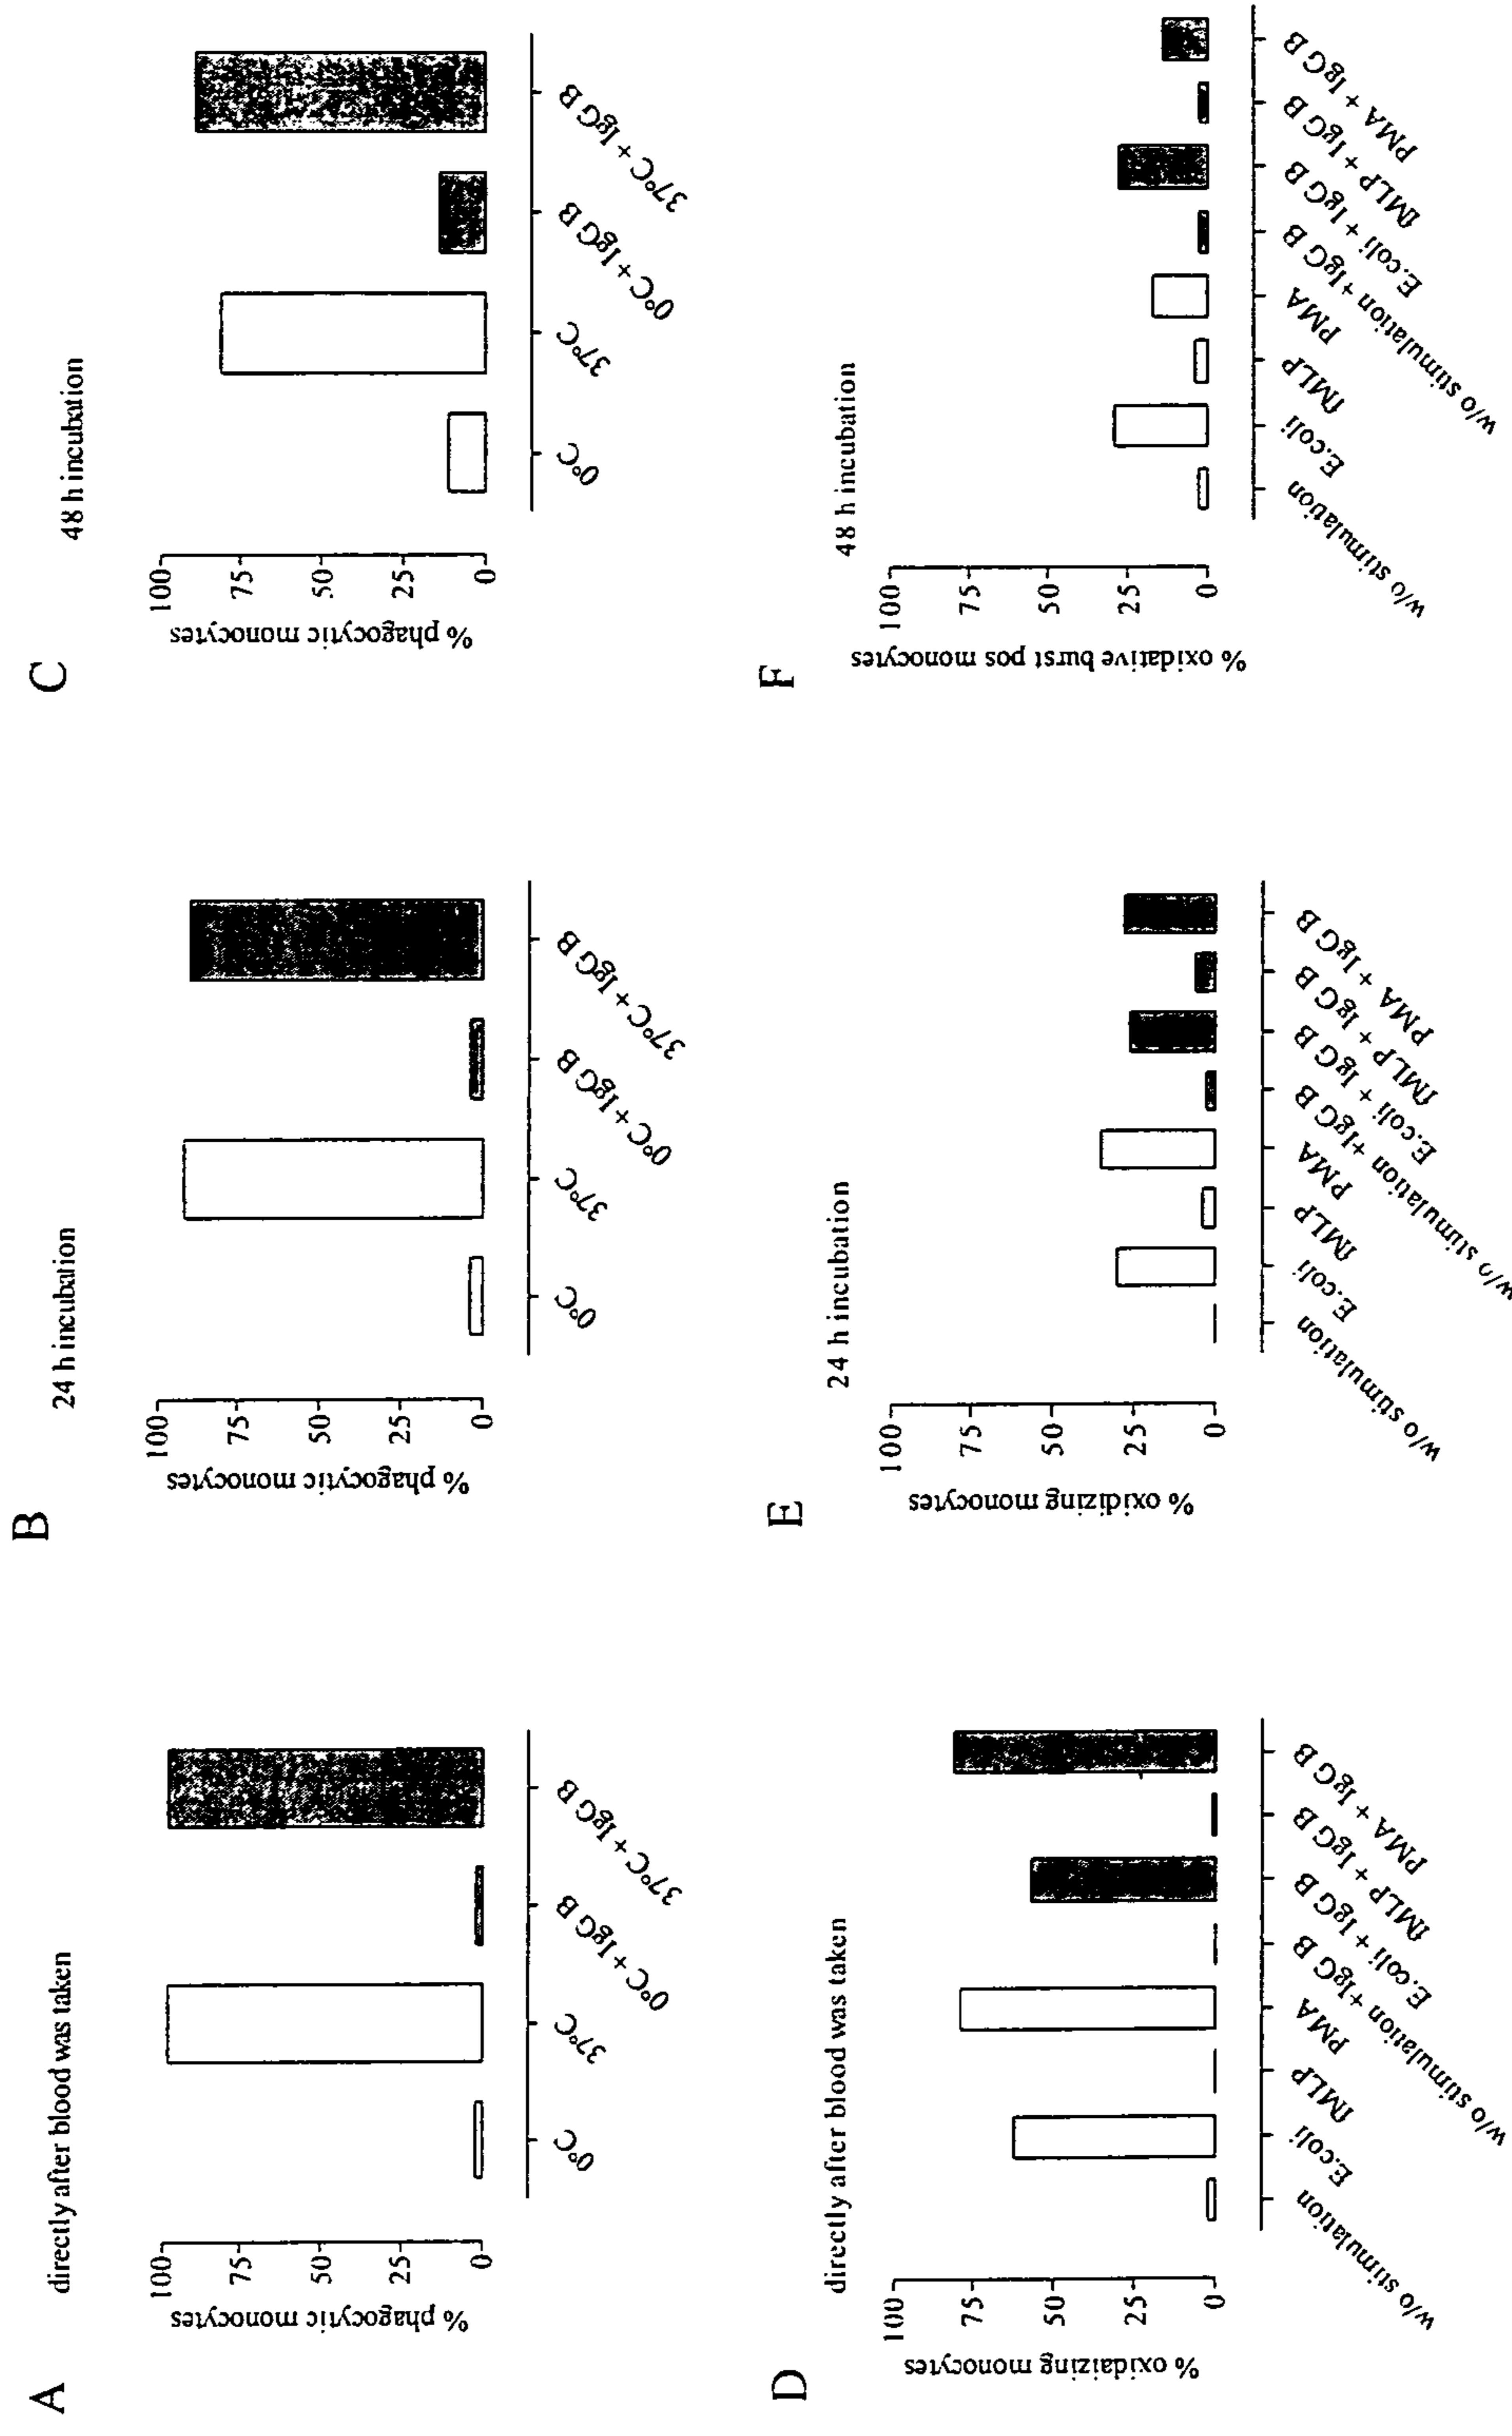 A
directly after blood was taken
% phagocytic monocytes
100
75
50
25
0
0°C
37°C
0°C + IgG B
37°C + IgG B
B
24 h incubation
% phagocytic monocytes
100
75
50
25
0
0°C
37°C
0°C + IgG B
37°C + IgG B
C
48 h incubation
% phagocytic monocytes
100
75
50
25
0
0°C
37°C
0°C + IgG B
37°C + IgG B
D
directly after blood was taken
% oxidaizing monocytes
100
75
50
25
0
w/o stimulation
E.coli
fMLP
PMA
w/o stimulation +IgG B
E.coli + IgG B
fMLP + IgG B
PMA + IgG B
E
24 h incubation
% oxidizing monocytes
100
75
50
25
0
w/o stimulation
E.coli
fMLP
PMA
w/o stimulation +IgG B
E.coli + IgG B
fMLP + IgG B
PMA + IgG B
F
48 h incubation
% oxidative burst pos monocytes
100
75
50
25
0
w/o stimulation
E.coli
fMLP
PMA
w/o stimulation +IgG B
E.coli + IgG B
fMLP + IgG B
PMA + IgG B